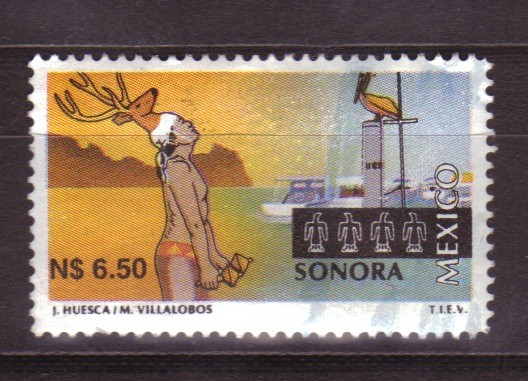 N$ 6.50
SONORA
MEXICO
J. HUESCA / M. VILLALOBOS
T.I.E.V.